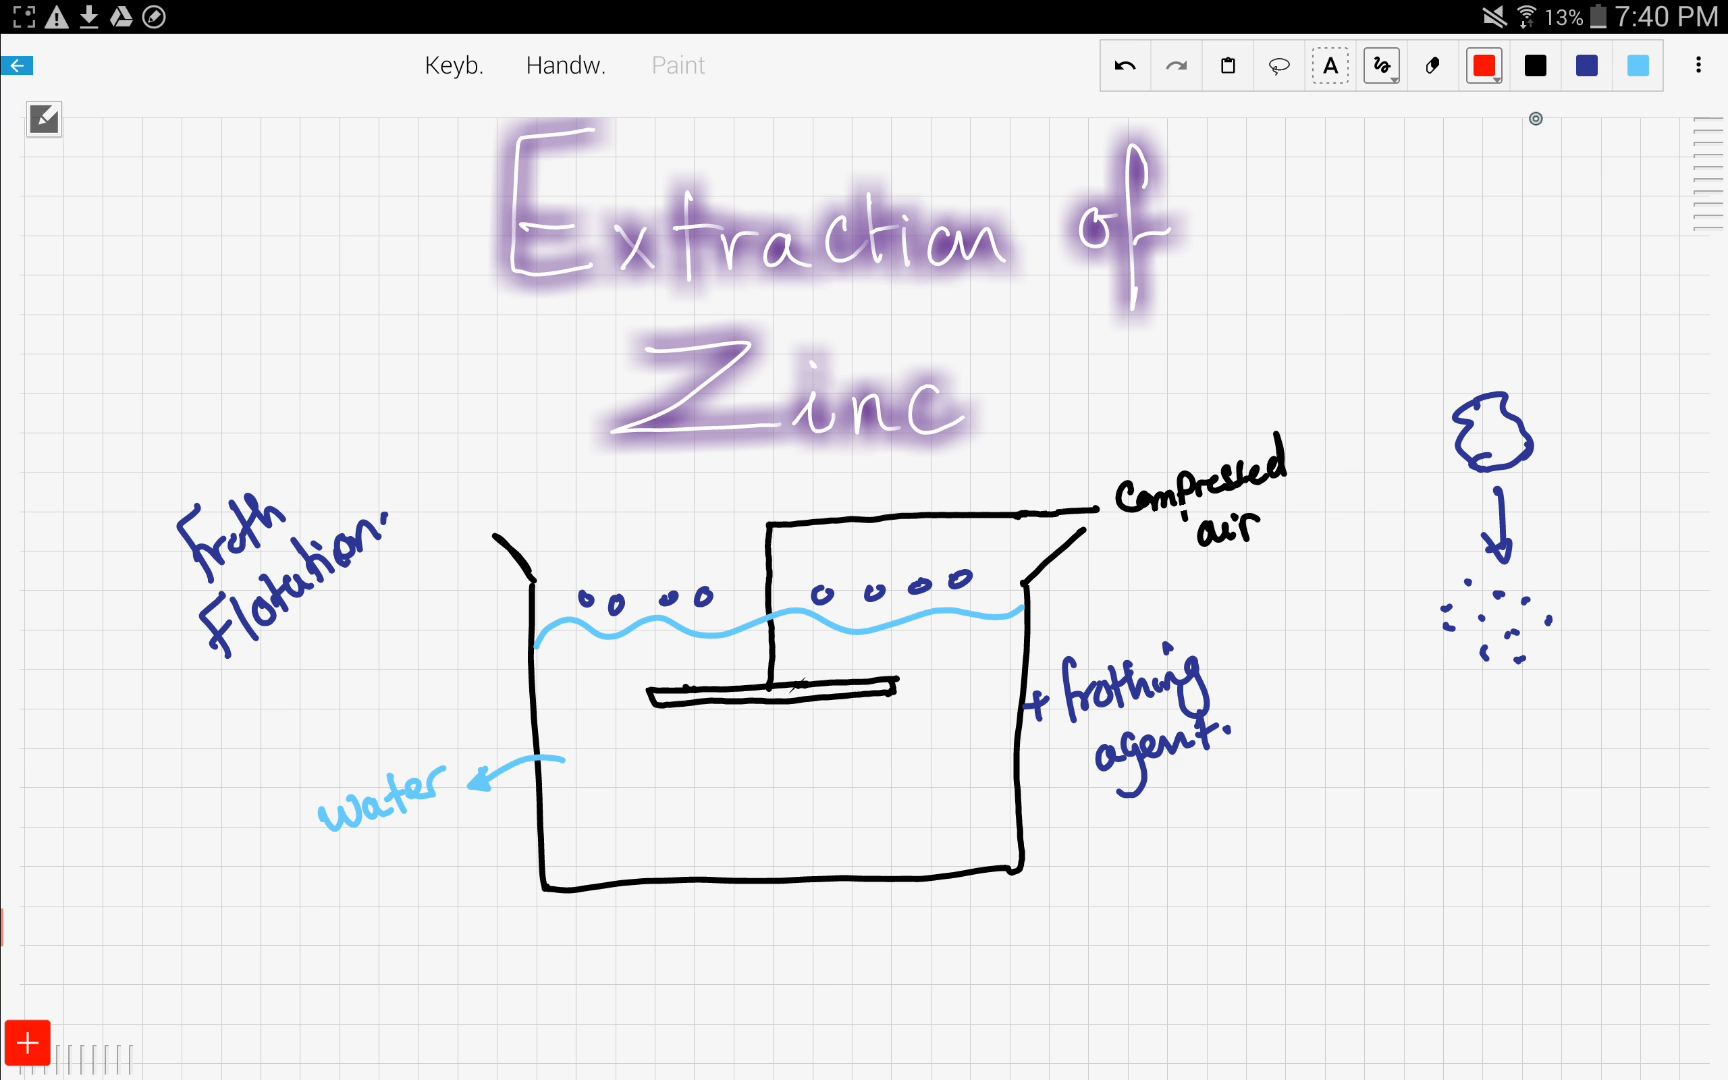 13% 7:40 PM
Keyb. Handw. Paint
A
Extraction of
Zinc
Froth
Flotation.
Compressed
air
+ frothing
agent.
water